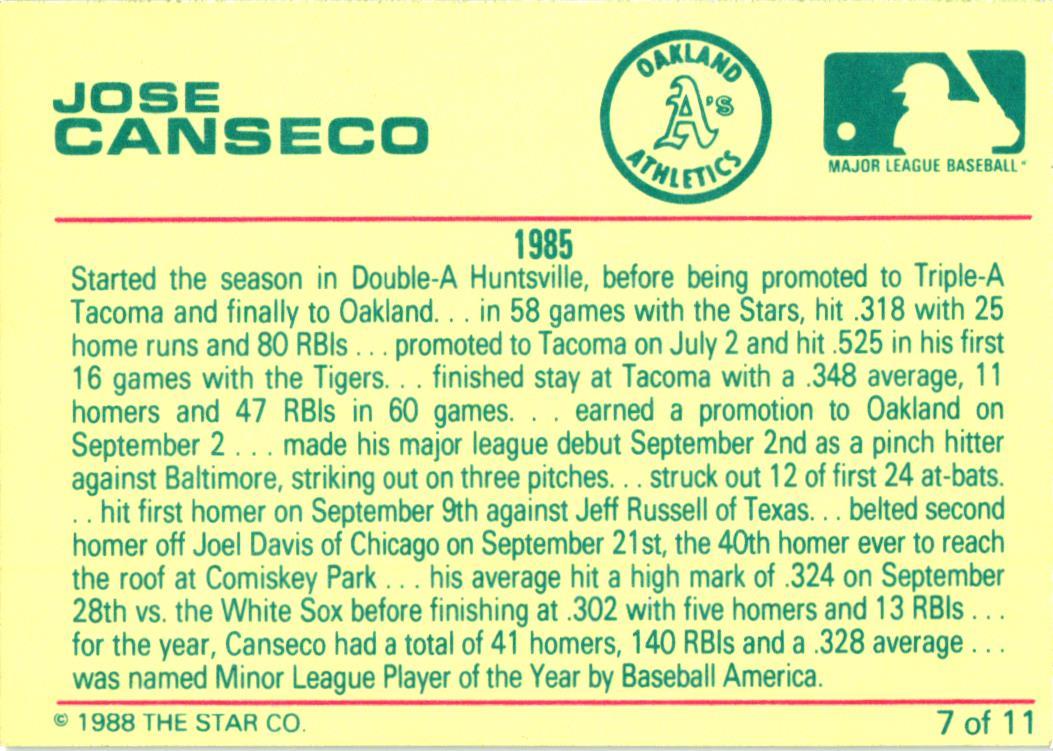 JOSE
CANSECO
OAKLAND
A's
ATHLETICS
MAJOR LEAGUE BASEBALL
1985
Started the season in Double-A Huntsville, before being promoted to Triple-A
Tacoma and finally to Oakland. . . in 58 games with the Stars, hit .318 with 25
home runs and 80 RBIs . . . promoted to Tacoma on July 2 and hit .525 in his first
16 games with the Tigers. . . finished stay at Tacoma with a .348 average, 11
homers and 47 RBIs in 60 games. . . earned a promotion to Oakland on
September 2 . . . made his major league debut September 2nd as a pinch hitter
against Baltimore, striking out on three pitches. . . struck out 12 of first 24 at-bats.
. . hit first homer on September 9th against Jeff Russell of Texas. . . belted second
homer off Joel Davis of Chicago on September 21st, the 40th homer ever to reach
the roof at Comiskey Park . . . his average hit a high mark of .324 on September
28th vs. the White Sox before finishing at .302 with five homers and 13 RBIs . . .
for the year, Canseco had a total of 41 homers, 140 RBIs and a .328 average . . .
was named Minor League Player of the Year by Baseball America.
© 1988 THE STAR CO.
7 of 11